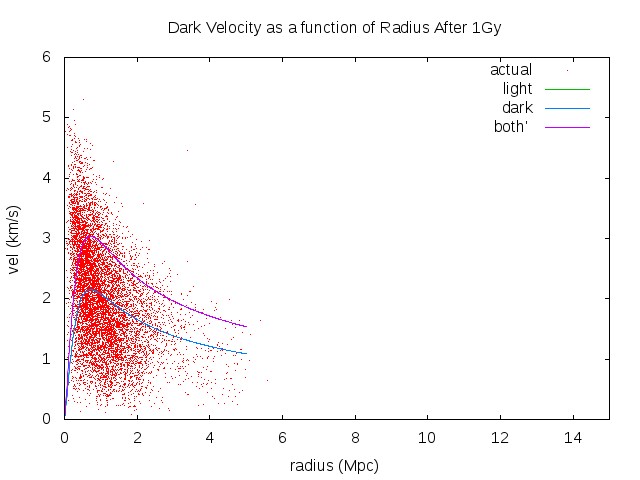 Dark Velocity as a function of Radius After 1Gy
actual
light
dark
both'
6
5
4
3
2
1
0
vel (km/s)
0 2 4 6 8 10 12 14
radius (Mpc)